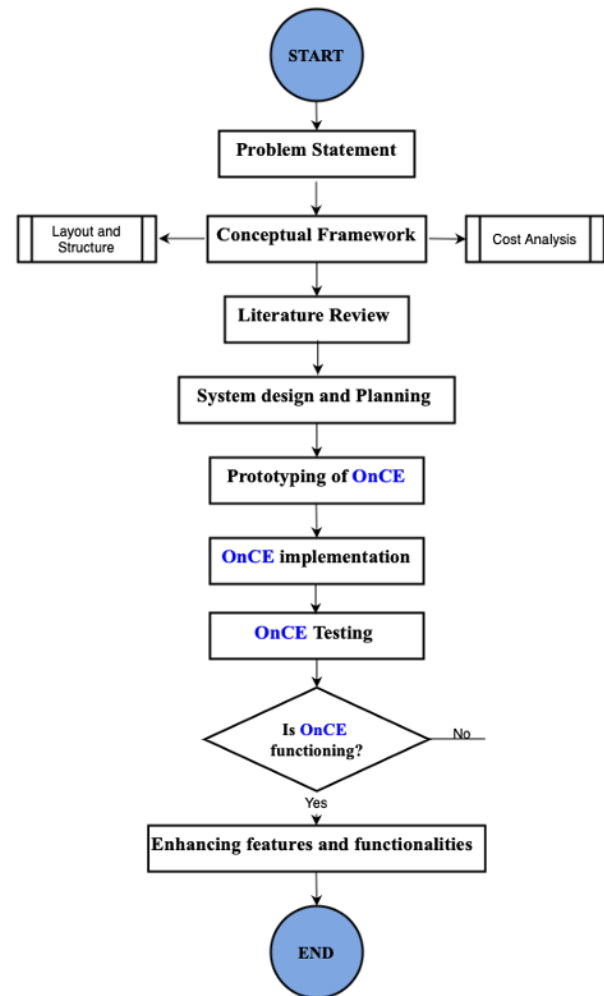 START
Problem Statement
Layout and
Structure
Conceptual Framework
Cost Analysis
Literature Review
System design and Planning
Prototyping of OnCE
OnCE implementation
OnCE Testing
Is OnCE
functioning?
No
Yes
Enhancing features and functionalities
END